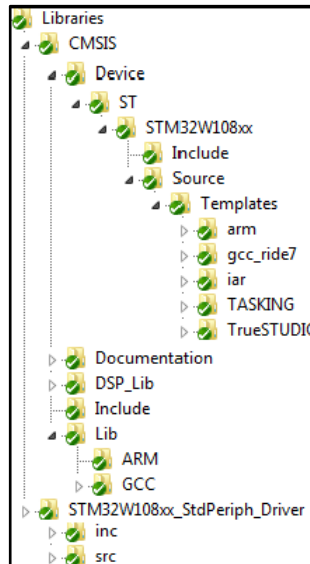 Libraries
CMSIS
Device
ST
STM32W108xx
Include
Source
Templates
arm
gcc_ride7
iar
TASKING
TrueSTUDIO
Documentation
DSP_Lib
Include
Lib
ARM
GCC
STM32W108xx_StdPeriph_Driver
inc
src